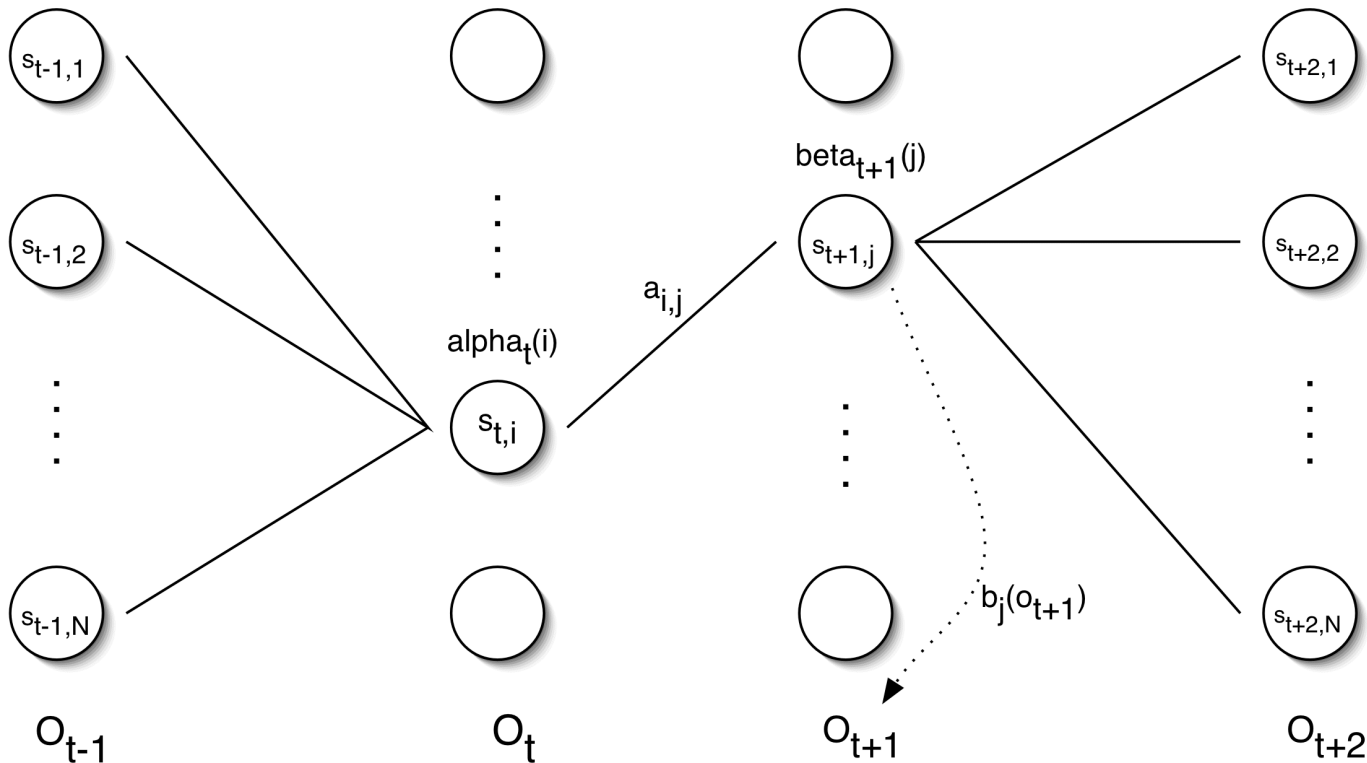 s_{t-1,1}
s_{t+2,1}
beta_{t+1}(j)
s_{t-1,2}
s_{t+1,j}
s_{t+2,2}
a_{i,j}
alpha_t(i)
s_{t,i}
b_j(o_{t+1})
s_{t-1,N}
s_{t+2,N}
O_{t-1}
O_t
O_{t+1}
O_{t+2}